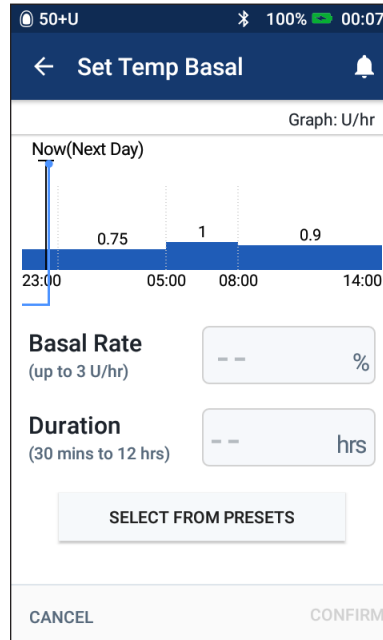 50+U 100% 00:07
Set Temp Basal
Graph: U/hr
Now(Next Day)
0.75 1 0.9
23:00 05:00 08:00 14:00
Basal Rate
(up to 3 U/hr)
-- %
Duration
(30 mins to 12 hrs)
-- hrs
SELECT FROM PRESETS
CANCEL CONFIRM